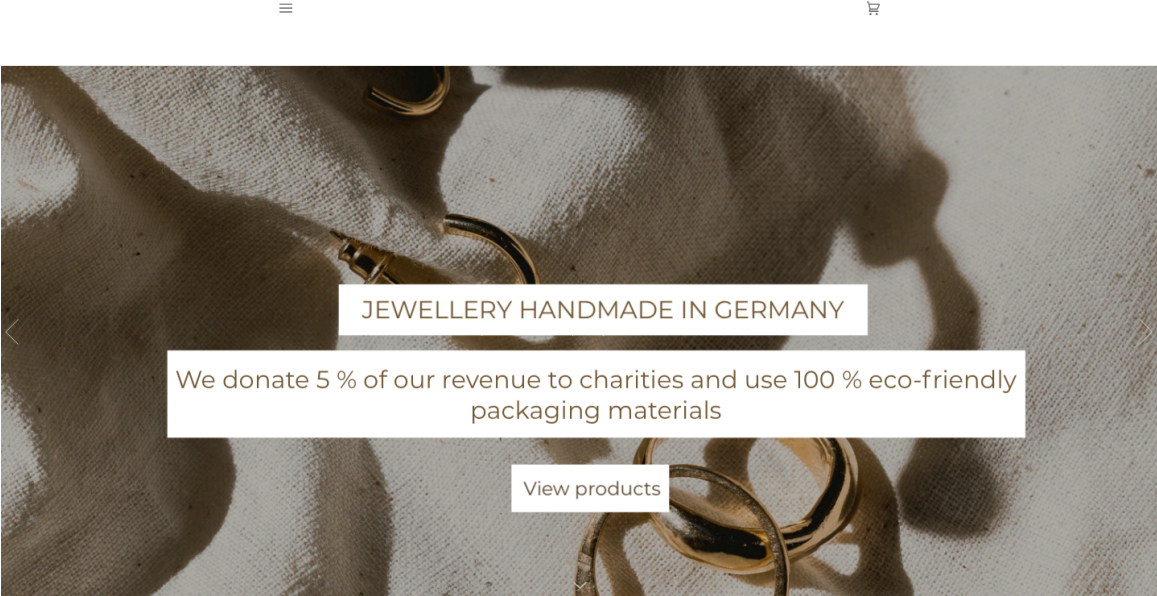 JEWELLERY HANDMADE IN GERMANY
We donate 5 % of our revenue to charities and use 100 % eco-friendly
packaging materials
View products